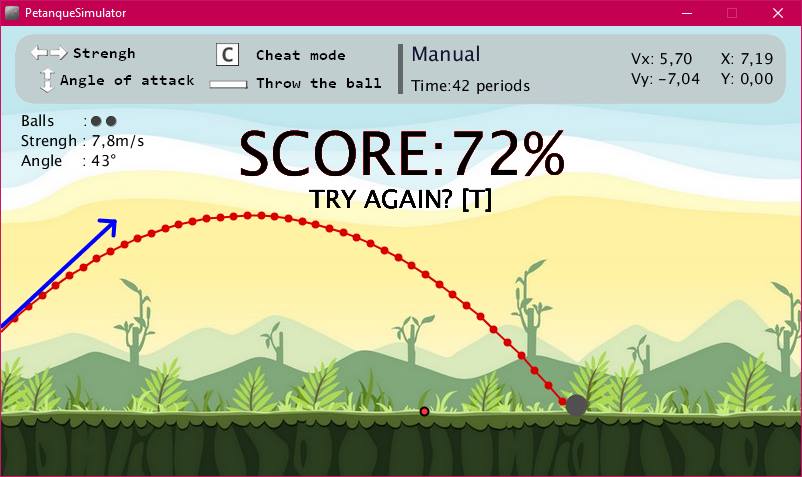 PetanqueSimulator
Strengh
Angle of attack
C Cheat mode
Throw the ball
Manual
Time:42 periods
Vx: 5,70 X: 7,19
Vy: -7,04 Y: 0,00
Balls :
Strengh : 7,8m/s
Angle : 43°
SCORE:72%
TRY AGAIN? [T]